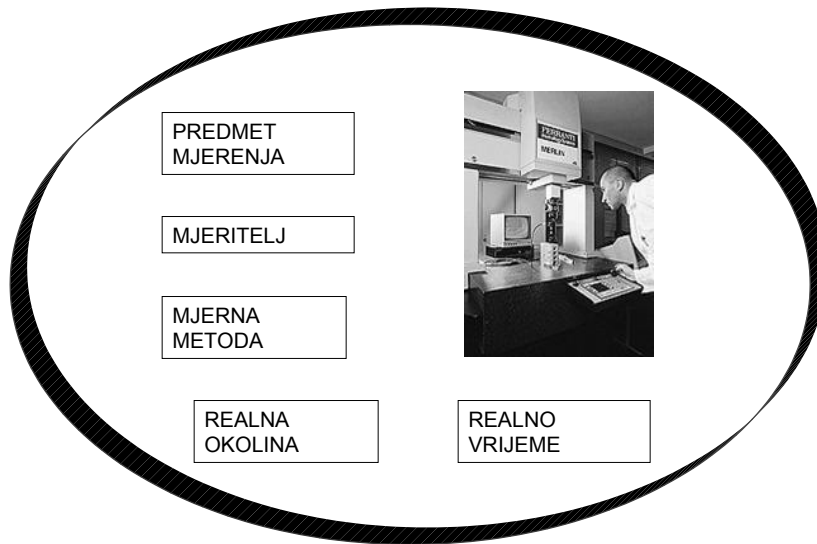 PREDMET
MJERENJA
MJERITELJ
MJERNA
METODA
REALNA
OKOLINA
REALNO
VRIJEME
FERRANTI
MERLIN